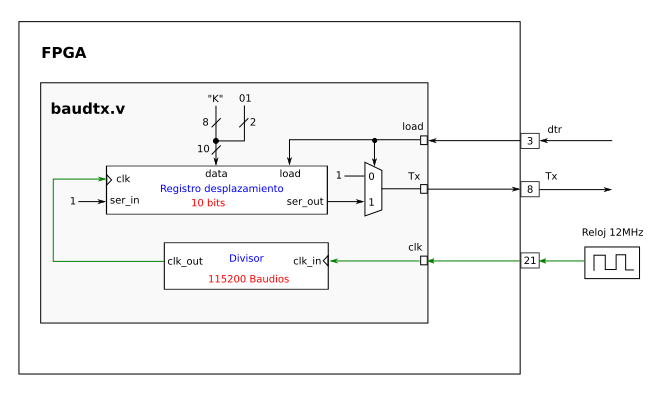 FPGA
baudtx.v
"K" 01
8 2
10
load
3
dtr
data load
clk
Registro desplazamiento
10 bits
1
ser_in
ser_out
1
0
1
Tx
8
Tx
clk
21
Reloj 12MHz
clk_out
Divisor
clk_in
115200 Baudios